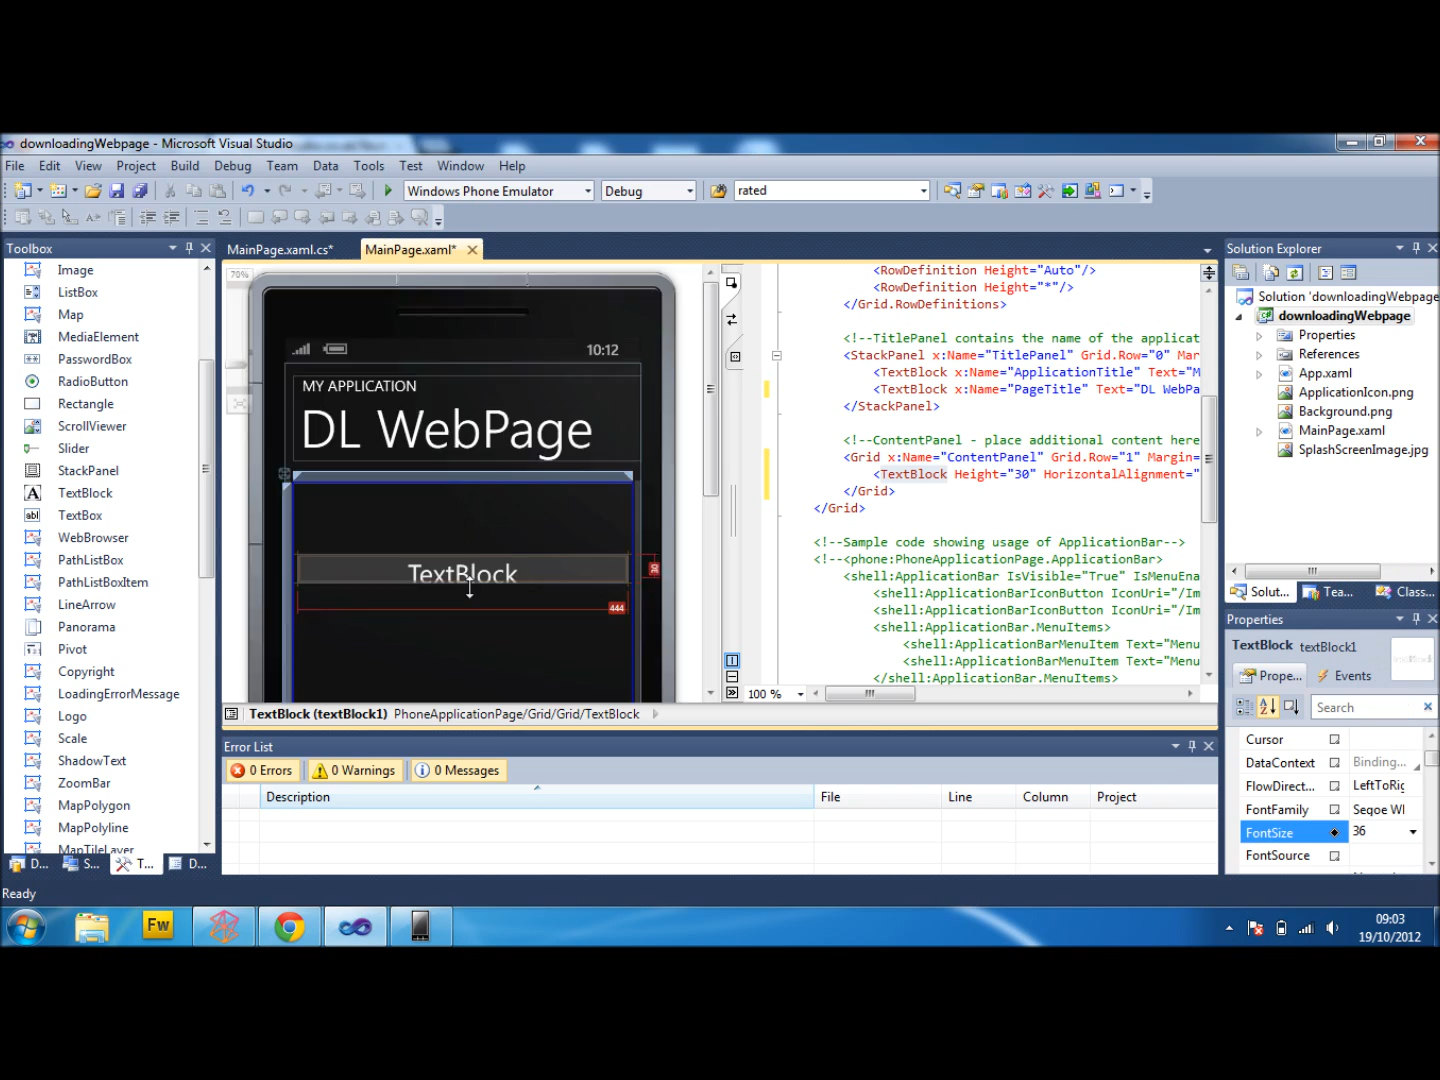 downloadingWebpage - Microsoft Visual Studio
File Edit View Project Build Debug Team Data Tools Test Window Help
Windows Phone Emulator Debug rated
Toolbox
Image
ListBox
Map
MediaElement
PasswordBox
RadioButton
Rectangle
ScrollViewer
Slider
StackPanel
TextBlock
TextBox
WebBrowser
PathListBox
PathListBoxItem
LineArrow
Panorama
Pivot
Copyright
LoadingErrorMessage
Logo
Scale
ShadowText
ZoomBar
MapPolygon
MapPolyline
MapTileLayer
D... S... T... D...
MainPage.xaml.cs* MainPage.xaml*
70%
10:12
MY APPLICATION
DL WebPage
TextBlock
30
444
<RowDefinition Height="Auto"/>
<RowDefinition Height="*"/>
</Grid.RowDefinitions>
<!--TitlePanel contains the name of the applicat
<StackPanel x:Name="TitlePanel" Grid.Row="0" Mar
<TextBlock x:Name="ApplicationTitle" Text="M
<TextBlock x:Name="PageTitle" Text="DL WebPa
</StackPanel>
<!--ContentPanel - place additional content here
<Grid x:Name="ContentPanel" Grid.Row="1" Margin=
<TextBlock Height="30" HorizontalAlignment="
</Grid>
</Grid>
<!--Sample code showing usage of ApplicationBar-->
<!--<phone:PhoneApplicationPage.ApplicationBar>
<shell:ApplicationBar IsVisible="True" IsMenuEna
<shell:ApplicationBarIconButton IconUri="/Im
<shell:ApplicationBarIconButton IconUri="/Im
<shell:ApplicationBar.MenuItems>
<shell:ApplicationBarMenuItem Text="Menu
<shell:ApplicationBarMenuItem Text="Menu
</shell:ApplicationBar.MenuItems>
100 %
TextBlock (textBlock1) PhoneApplicationPage/Grid/Grid/TextBlock
Error List
0 Errors 0 Warnings 0 Messages
Description File Line Column Project
Solution Explorer
Solution 'downloadingWebpage
downloadingWebpage
Properties
References
App.xaml
ApplicationIcon.png
Background.png
MainPage.xaml
SplashScreenImage.jpg
Solut... Tea... Class...
Properties
TextBlock textBlock1
Prope... Events
Search
Cursor
DataContext Binding...
FlowDirect... LeftToRig
FontFamily Segoe WP
FontSize 36
FontSource
Ready
Fw
09:03
19/10/2012